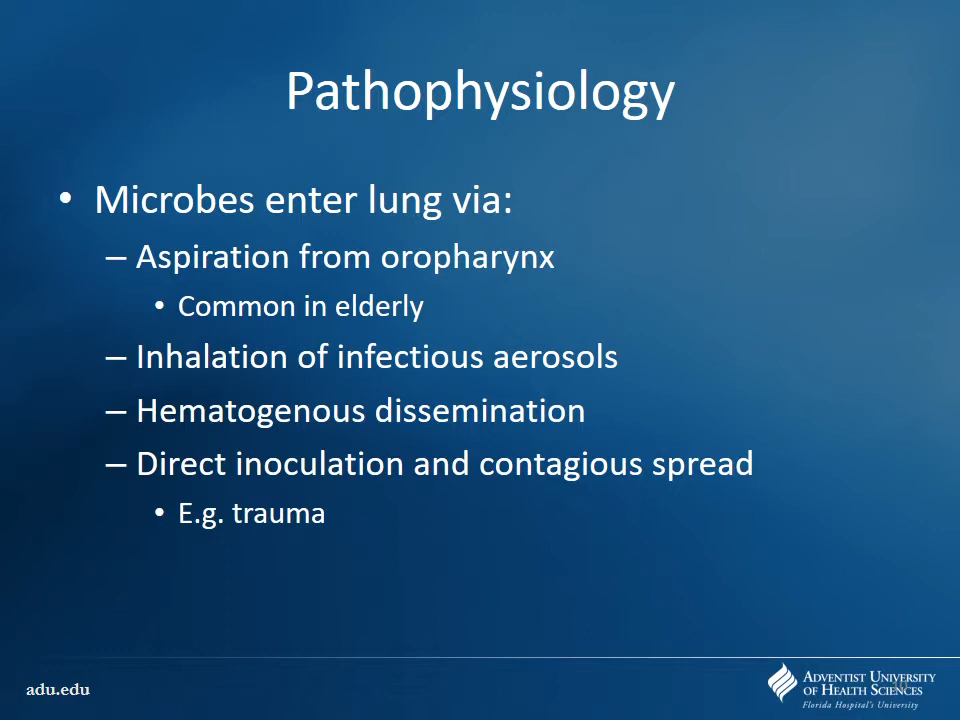 Pathophysiology
• Microbes enter lung via:
– Aspiration from oropharynx
• Common in elderly
– Inhalation of infectious aerosols
– Hematogenous dissemination
– Direct inoculation and contagious spread
• E.g. trauma
adu.edu
ADVENTIST UNIVERSITY
OF HEALTH SCIENCES
10
Florida Hospital's University